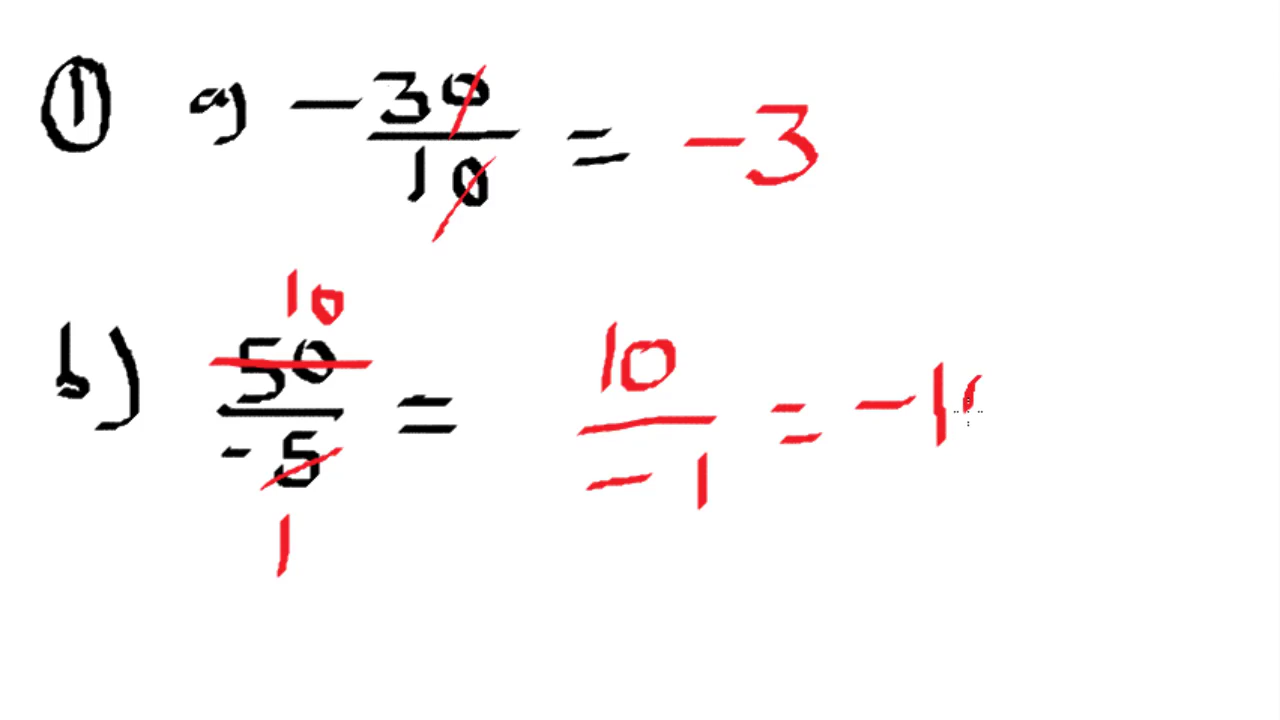 ① a) -30/10 = -3
10
b) 50/-5 = 10/-1 = -1
1